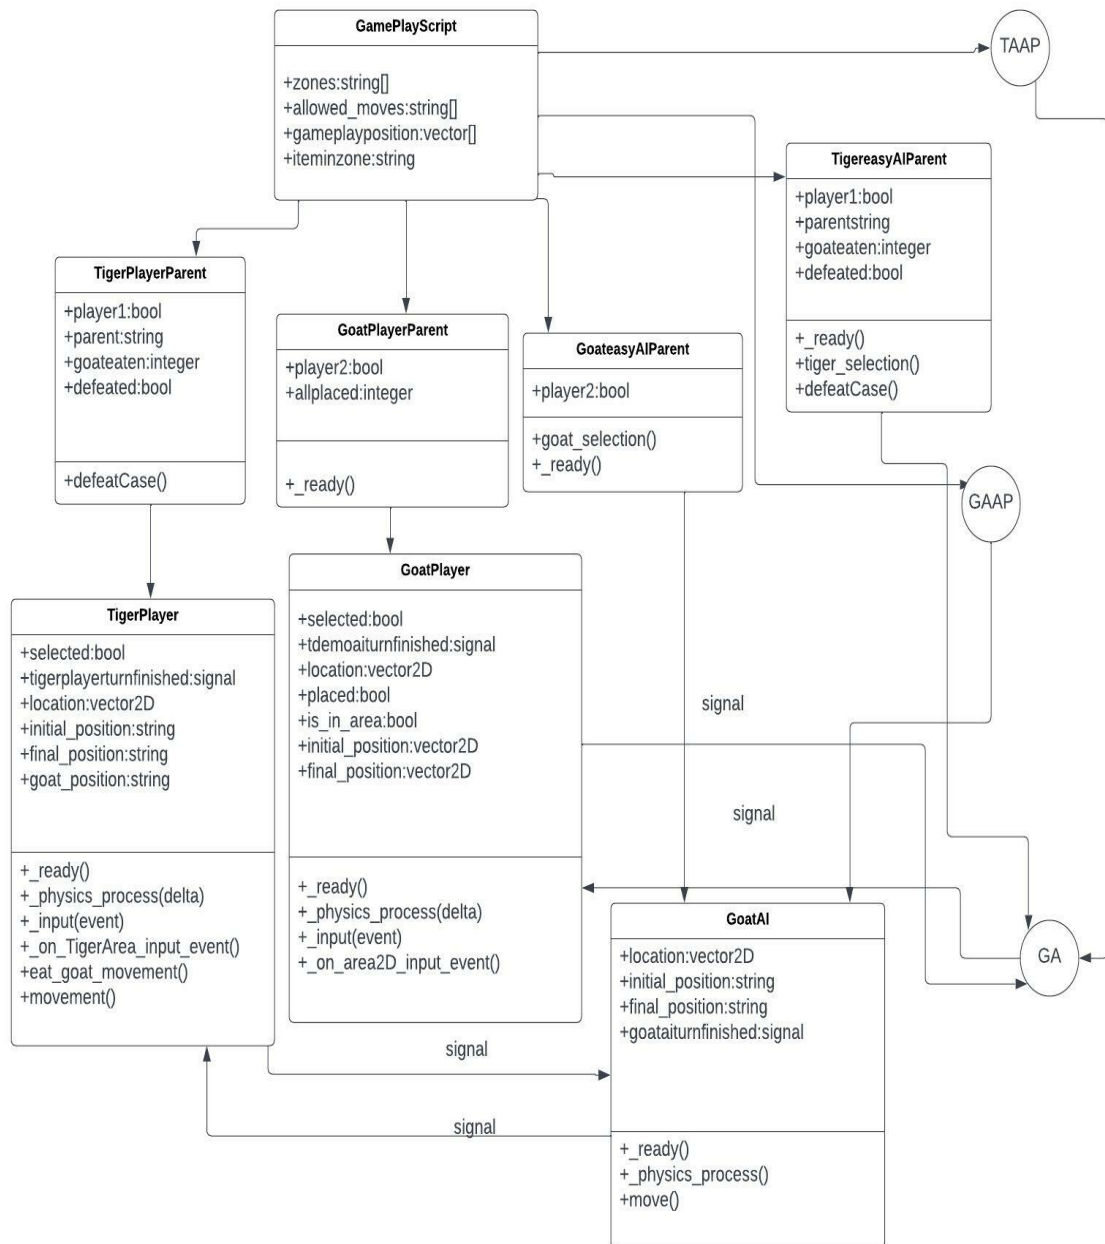 GamePlayScript
+zones:string[]
+allowed_moves:string[]
+gameplayposition:vector[]
+iteminzone:string
TAAP
TigereasyAIParent
+player1:bool
+parentstring
+goateaten:integer
+defeated:bool
+_ready()
+tiger_selection()
+defeatCase()
TigerPlayerParent
+player1:bool
+parent:string
+goateaten:integer
+defeated:bool
+defeatCase()
GoatPlayerParent
+player2:bool
+allplaced:integer
+_ready()
GoateasyAIParent
+player2:bool
+goat_selection()
+_ready()
GAAP
TigerPlayer
+selected:bool
+tigerplayerturnfinished:signal
+location:vector2D
+initial_position:string
+final_position:string
+goat_position:string
+_ready()
+_physics_process(delta)
+_input(event)
+_on_TigerArea_input_event()
+eat_goat_movement()
+movement()
GoatPlayer
+selected:bool
+tdemoaiturnfinished:signal
+location:vector2D
+placed:bool
+is_in_area:bool
+initial_position:vector2D
+final_position:vector2D
+_ready()
+_physics_process(delta)
+_input(event)
+_on_area2D_input_event()
signal
signal
GoatAI
+location:vector2D
+initial_position:string
+final_position:string
+goataiturnfinished:signal
+_ready()
+_physics_process()
+move()
GA
signal
signal